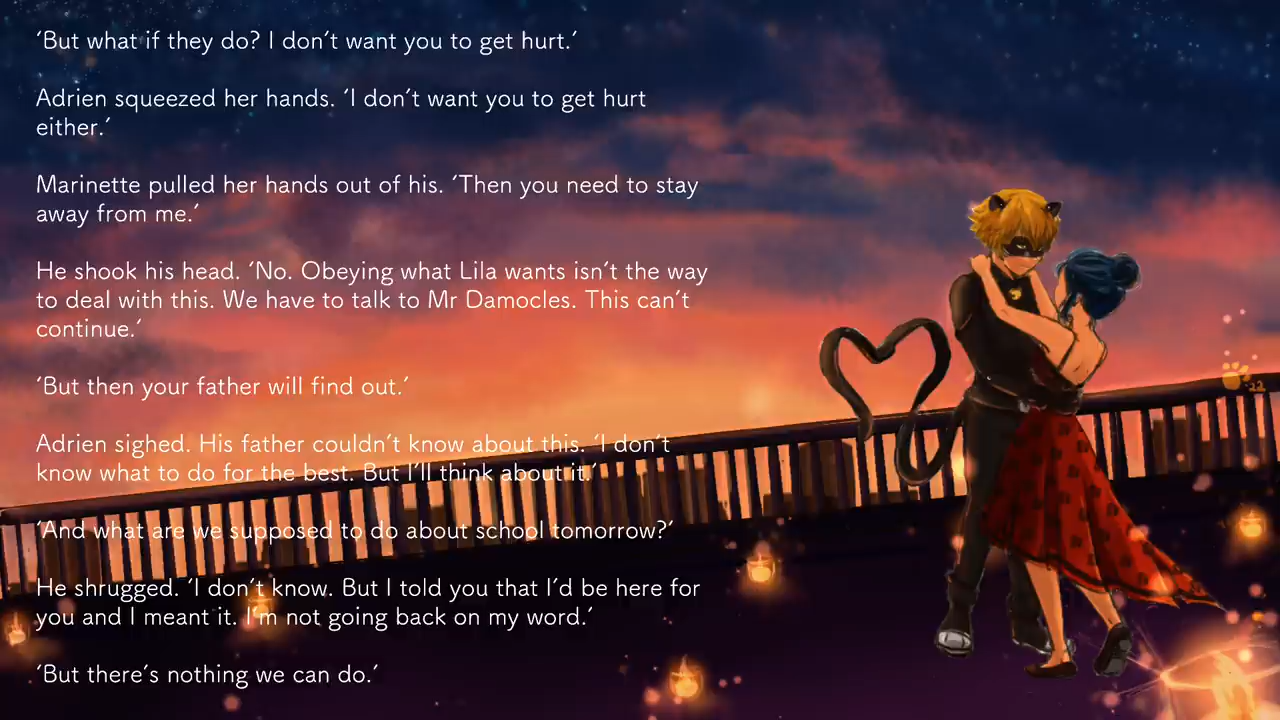 ‘But what if they do? I don’t want you to get hurt.’
Adrien squeezed her hands. ‘I don’t want you to get hurt
either.’
Marinette pulled her hands out of his. ‘Then you need to stay
away from me.’
He shook his head. ‘No. Obeying what Lila wants isn’t the way
to deal with this. We have to talk to Mr Damocles. This can’t
continue.’
‘But then your father will find out.’
Adrien sighed. His father couldn’t know about this. ‘I don’t
know what to do for the best. But I’ll think about it.’
‘And what are we supposed to do about school tomorrow?’
He shrugged. ‘I don’t know. But I told you that I’d be here for
you and I meant it. I’m not going back on my word.’
‘But there’s nothing we can do.’